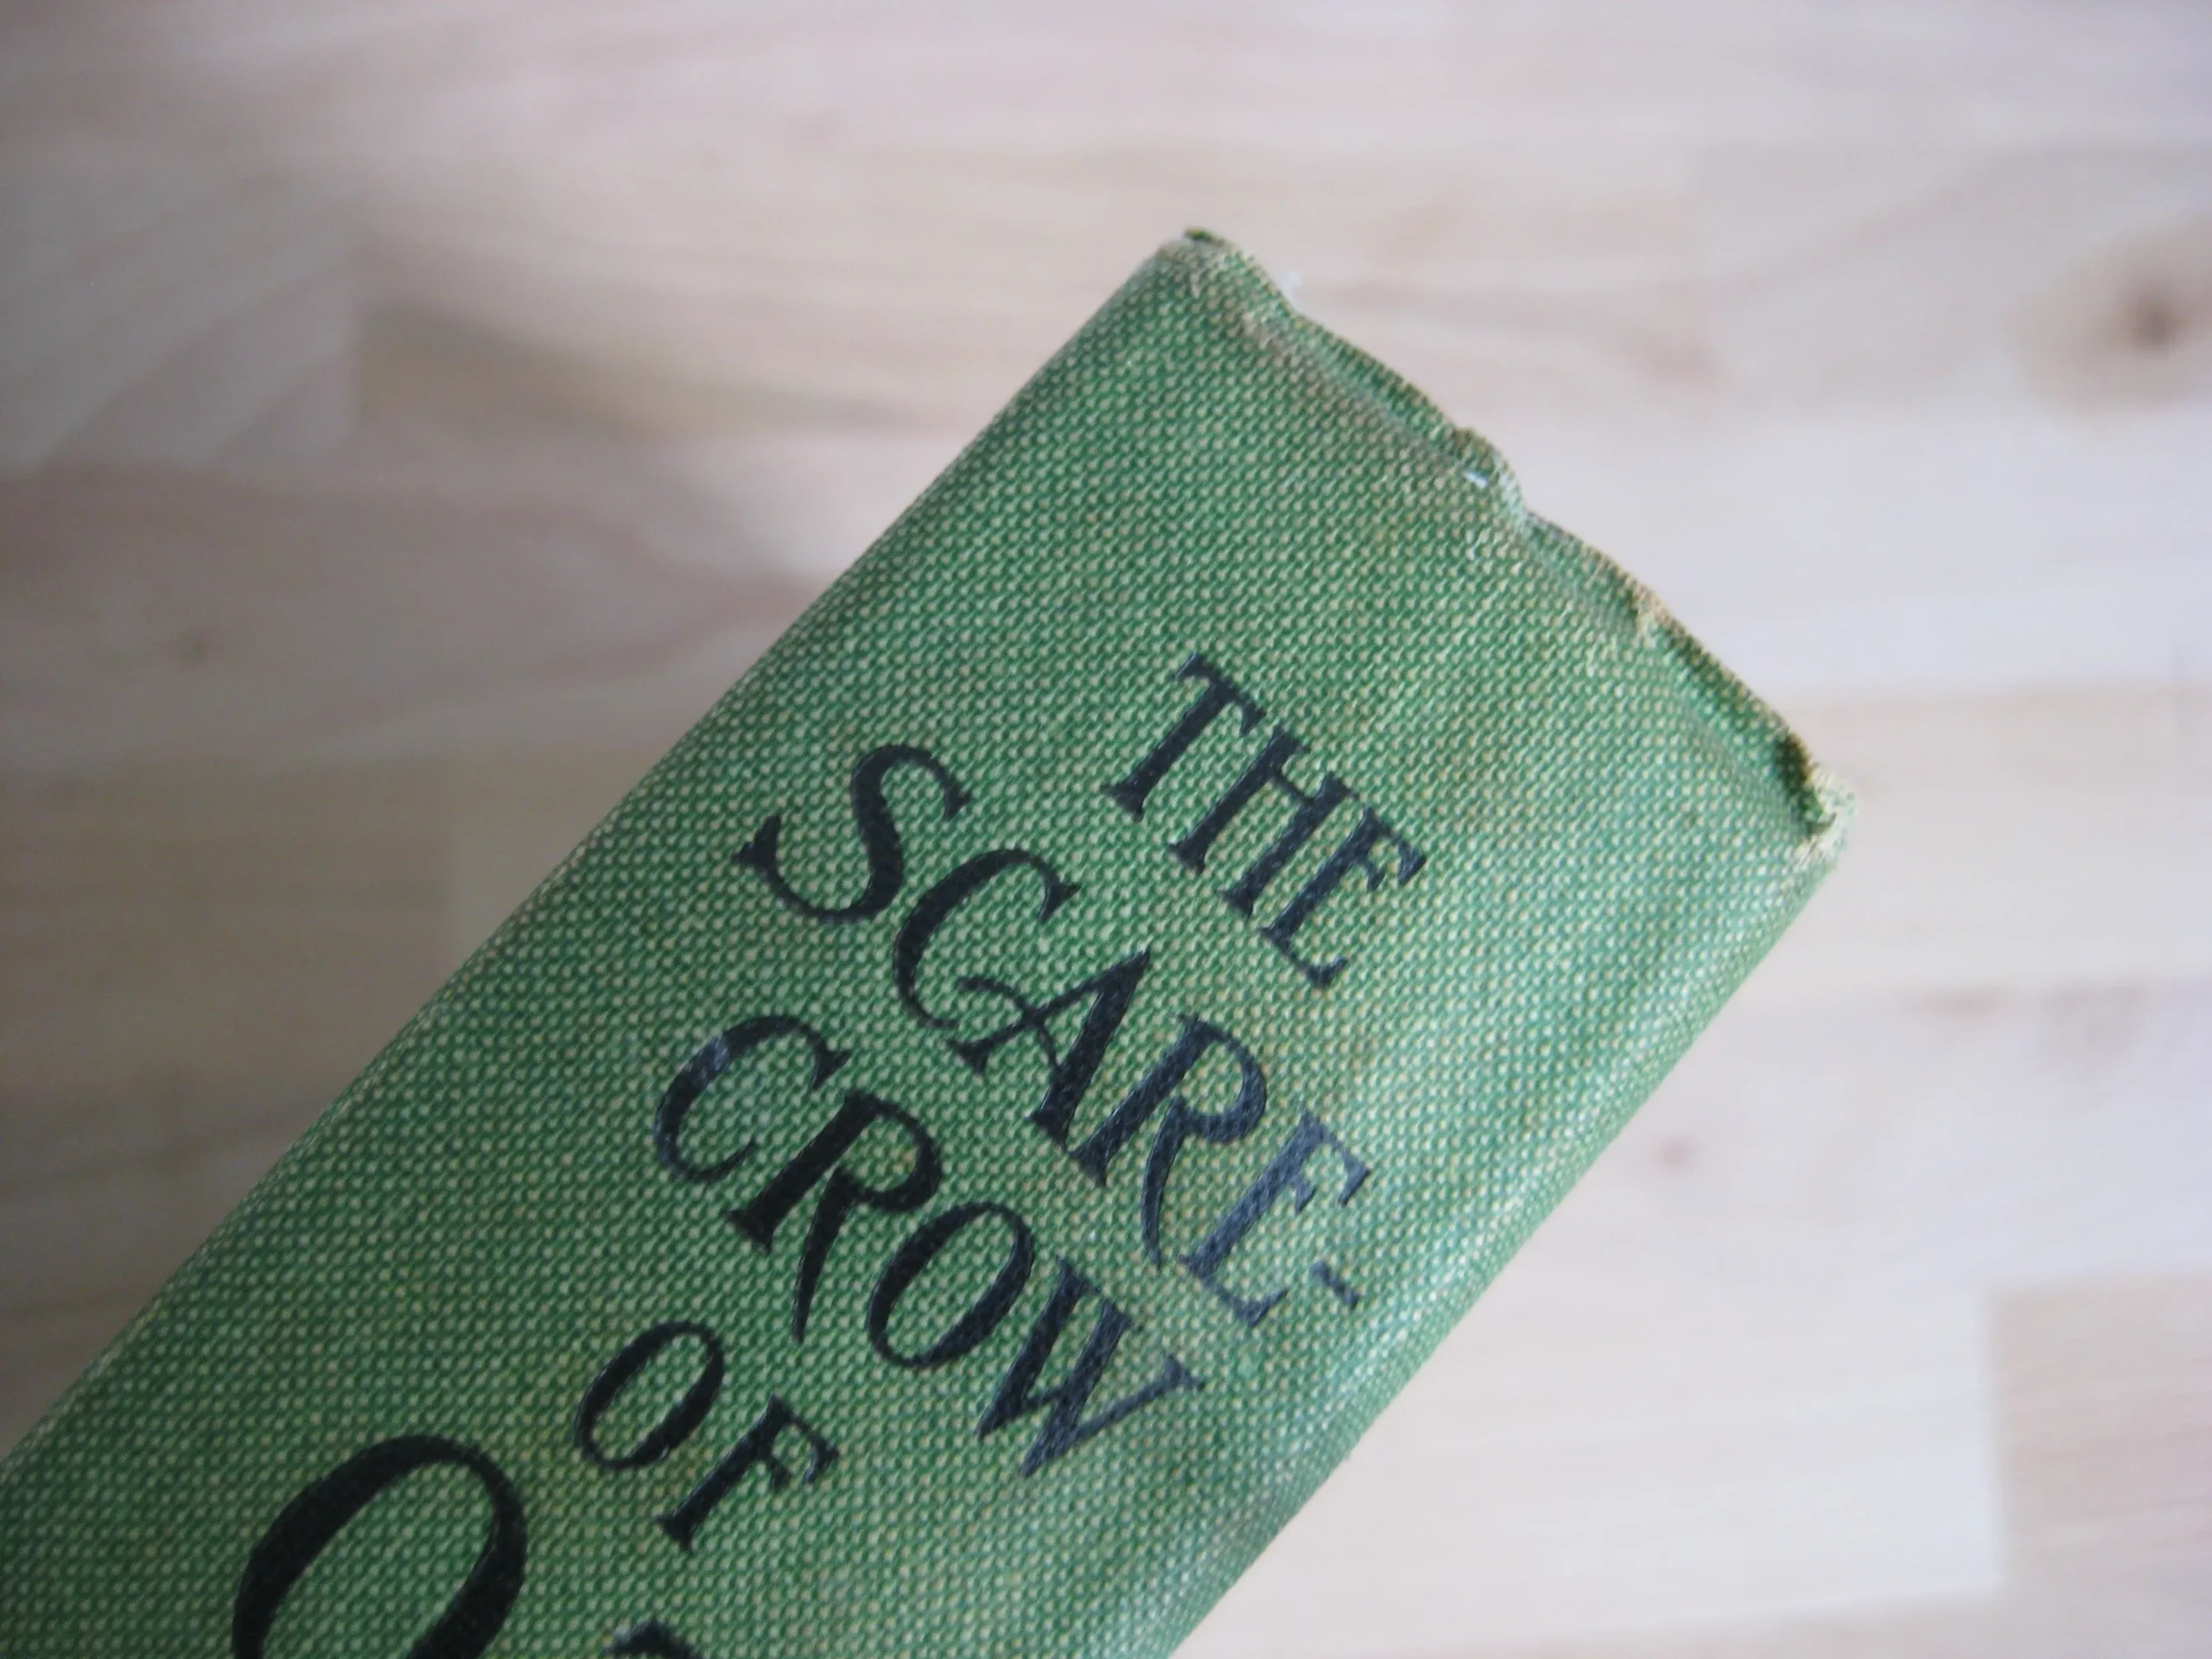 THE
SCARE-
CROW
OF
O